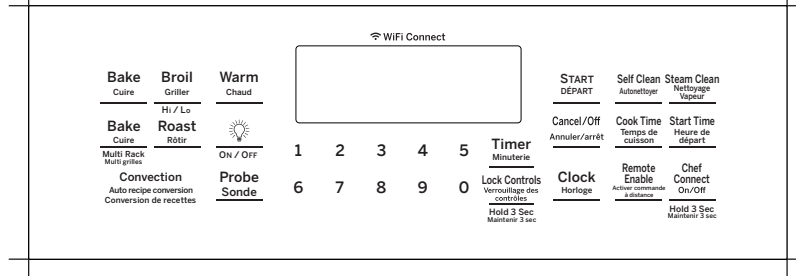 WiFi Connect
Bake
Cuire
Broil
Griller
Hi / Lo
Warm
Chaud
Bake
Cuire
Multi Rack
Multi grilles
Roast
Rôtir
ON / OFF
Convection
Auto recipe conversion
Conversion de recettes
Probe
Sonde
1 2 3 4 5
6 7 8 9 0
Timer
Minuterie
Lock Controls
Verrouillage des
contrôles
Hold 3 Sec
Maintenir 3 sec
START
DÉPART
Self Clean
Autonettoyer
Steam Clean
Nettoyage
Vapeur
Cancel/Off
Annuler/arrêt
Cook Time
Temps de
cuisson
Start Time
Heure de
départ
Clock
Horloge
Remote
Enable
Activer commande
à distance
Chef
Connect
On/Off
Hold 3 Sec
Maintenir 3 sec